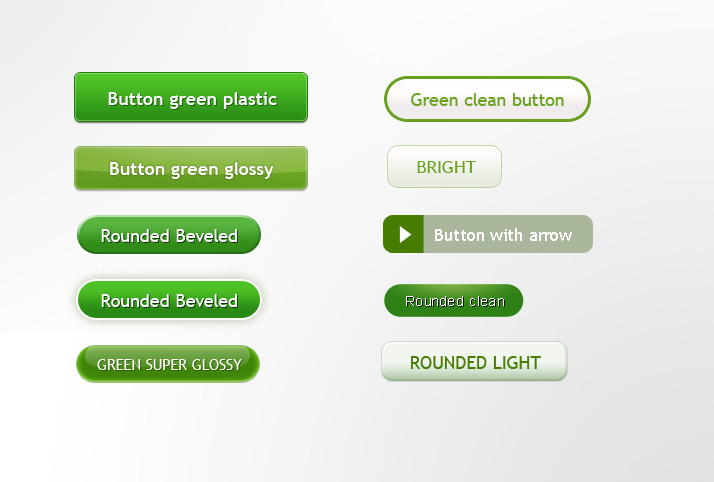 Button green plastic
Green clean button
Button green glossy
BRIGHT
Rounded Beveled
Button with arrow
Rounded Beveled
Rounded clean
GREEN SUPER GLOSSY
ROUNDED LIGHT